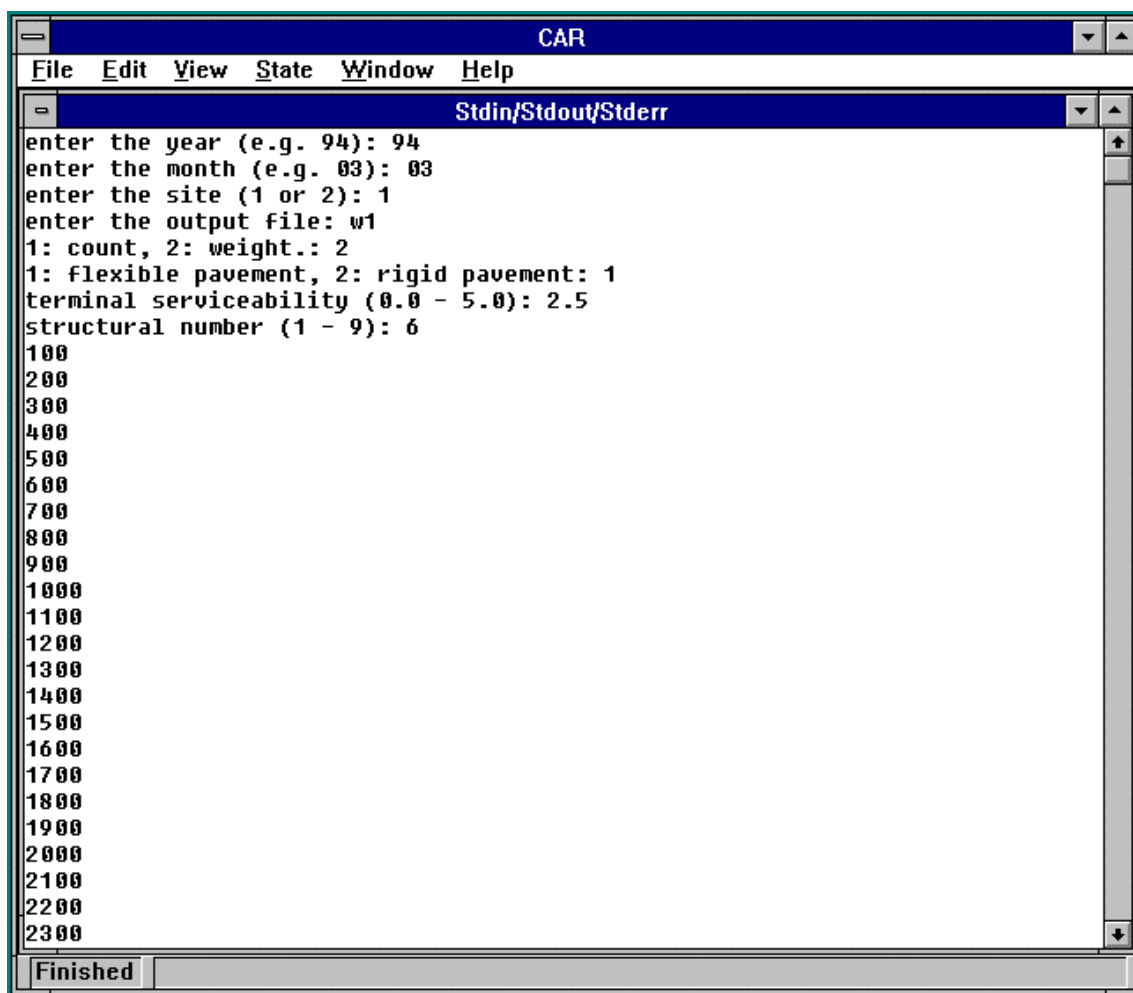 CAR
File Edit View State Window Help
Stdin/Stdout/Stderr
enter the year (e.g. 94): 94
enter the month (e.g. 03): 03
enter the site (1 or 2): 1
enter the output file: w1
1: count, 2: weight.: 2
1: flexible pavement, 2: rigid pavement: 1
terminal serviceability (0.0 - 5.0): 2.5
structural number (1 - 9): 6
100
200
300
400
500
600
700
800
900
1000
1100
1200
1300
1400
1500
1600
1700
1800
1900
2000
2100
2200
2300
Finished